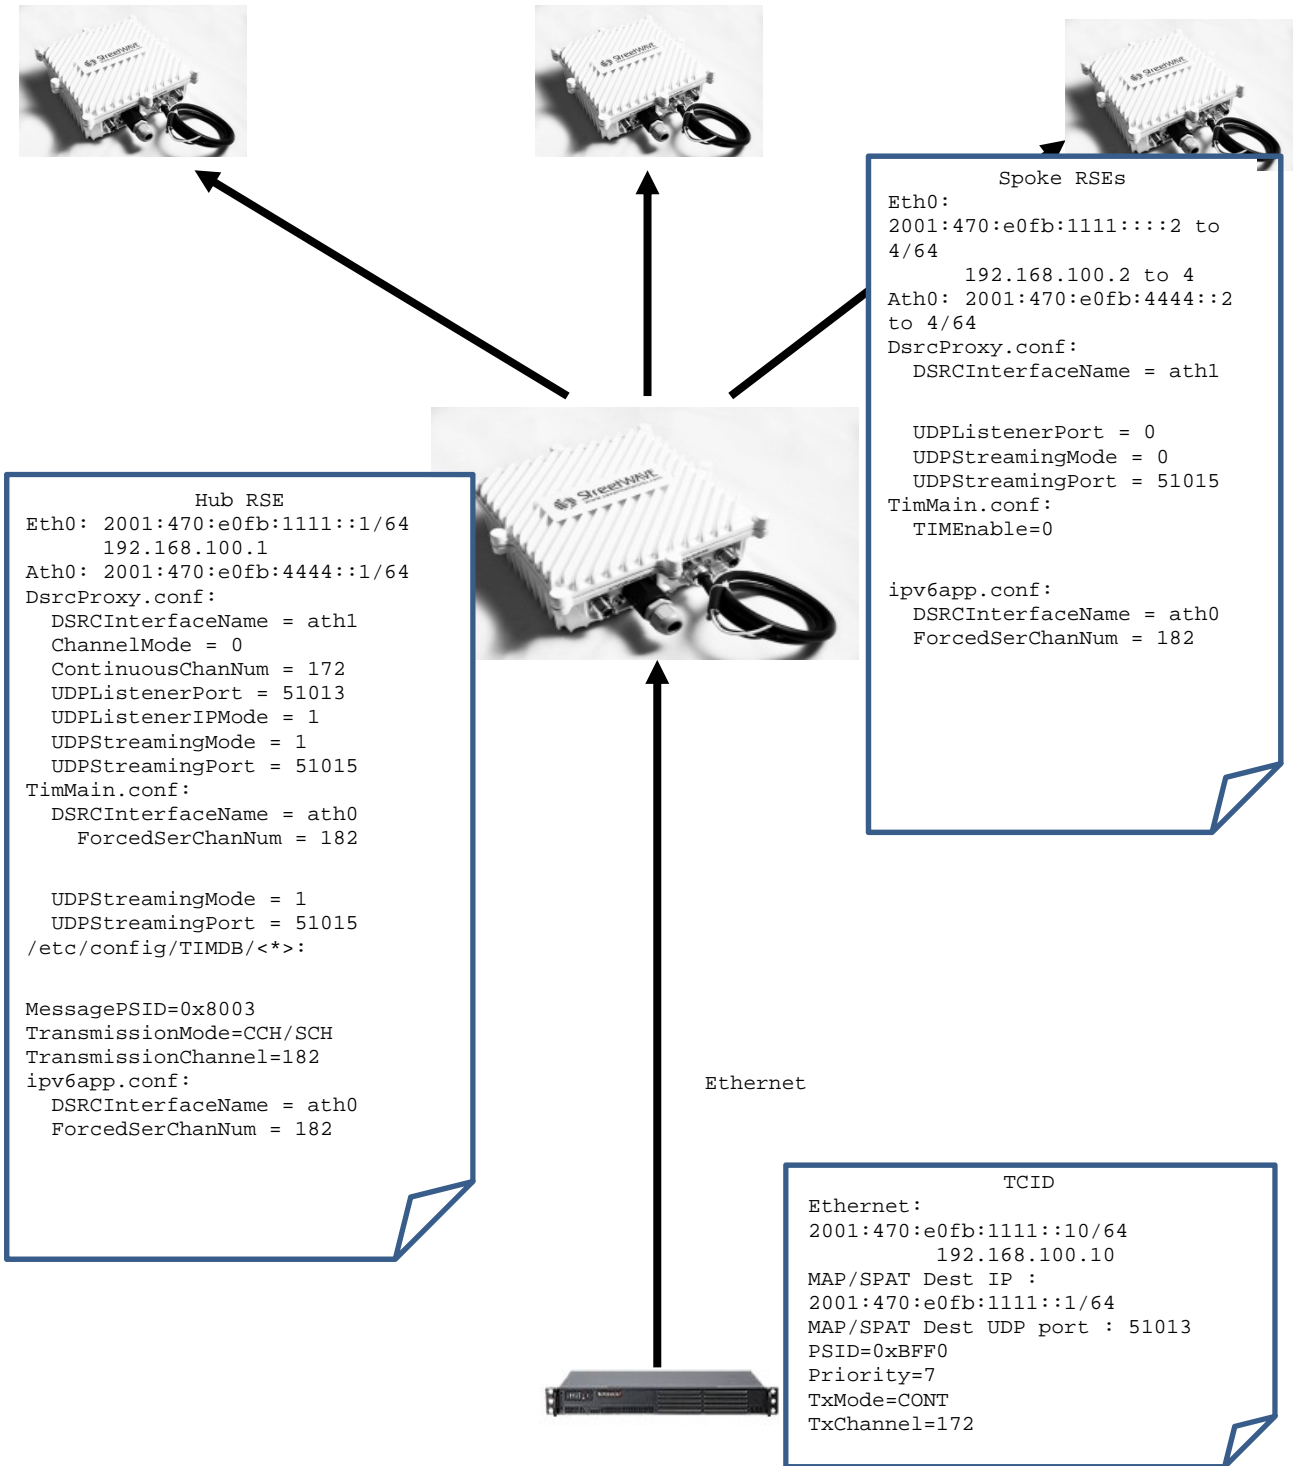 StreetWAVE
StreetWAVE
StreetWAVE
Spoke RSEs
Eth0:
2001:470:e0fb:1111::::2 to
4/64
192.168.100.2 to 4
Ath0: 2001:470:e0fb:4444::2
to 4/64
DsrcProxy.conf:
DSRCInterfaceName = ath1
UDPListenerPort = 0
UDPStreamingMode = 0
UDPStreamingPort = 51015
TimMain.conf:
TIMEnable=0
ipv6app.conf:
DSRCInterfaceName = ath0
ForcedSerChanNum = 182
StreetWAVE
Hub RSE
Eth0: 2001:470:e0fb:1111::1/64
192.168.100.1
Ath0: 2001:470:e0fb:4444::1/64
DsrcProxy.conf:
DSRCInterfaceName = ath1
ChannelMode = 0
ContinuousChanNum = 172
UDPListenerPort = 51013
UDPListenerIPMode = 1
UDPStreamingMode = 1
UDPStreamingPort = 51015
TimMain.conf:
DSRCInterfaceName = ath0
ForcedSerChanNum = 182
UDPStreamingMode = 1
UDPStreamingPort = 51015
/etc/config/TIMDB/<*>:
MessagePSID=0x8003
TransmissionMode=CCH/SCH
TransmissionChannel=182
ipv6app.conf:
DSRCInterfaceName = ath0
ForcedSerChanNum = 182
Ethernet
TCID
Ethernet:
2001:470:e0fb:1111::10/64
192.168.100.10
MAP/SPAT Dest IP :
2001:470:e0fb:1111::1/64
MAP/SPAT Dest UDP port : 51013
PSID=0xBFF0
Priority=7
TxMode=CONT
TxChannel=172